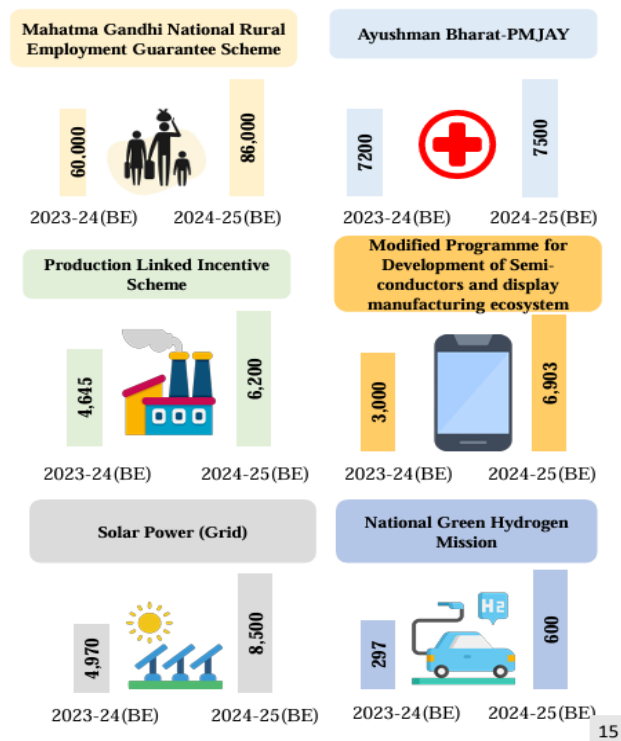 Mahatma Gandhi National Rural
Employment Guarantee Scheme
60,000
86,000
2023-24(BE)
2024-25(BE)
Ayushman Bharat-PMJAY
7200
7500
2023-24(BE)
2024-25(BE)
Production Linked Incentive
Scheme
4,645
6,200
2023-24(BE)
2024-25(BE)
Modified Programme for
Development of Semi-
conductors and display
manufacturing ecosystem
3,000
6,903
2023-24(BE)
2024-25(BE)
Solar Power (Grid)
4,970
8,500
2023-24(BE)
2024-25(BE)
National Green Hydrogen
Mission
297
H2
600
2023-24(BE)
2024-25(BE)
15